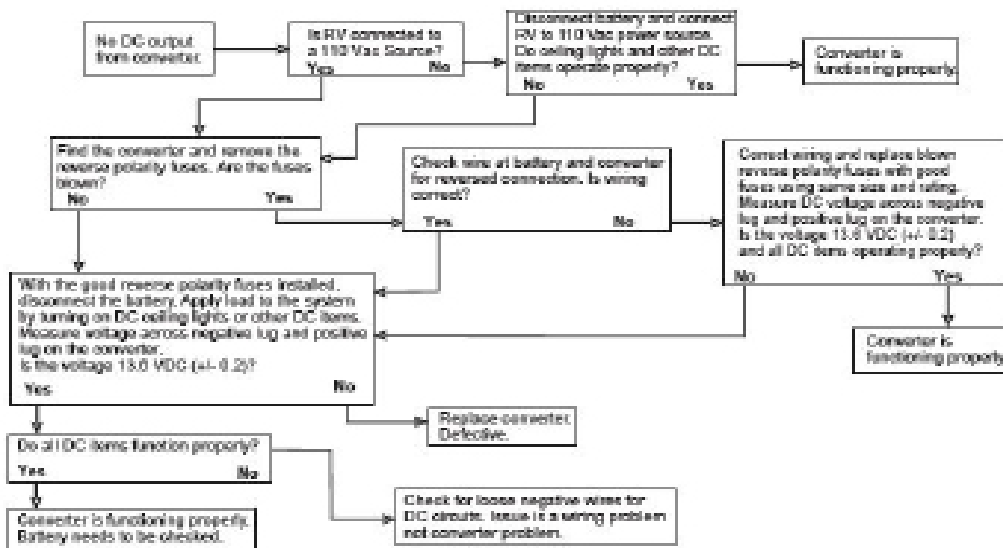 No DC output
from converter.
Is RV connected to
a 110 Vac Source?
Yes No
Disconnect battery and connect
RV to 110 Vac power source.
Do ceiling lights and other DC
items operate properly?
No Yes
Converter is
functioning properly.
Find the converter and remove the
reverse polarity fuses. Are the fuses
blown?
No Yes
Check wire at battery and converter
for reversed connection. Is wiring
correct?
Yes No
Correct wiring and replace blown
reverse polarity fuses with good
fuses using same size and rating.
Measure DC voltage across negative
lug and positive lug on the converter.
Is the voltage 13.6 VDC (+/- 0.2)
and all DC items operating properly?
No Yes
Converter is
functioning properly.
With the good reverse polarity fuses installed,
disconnect the battery. Apply load to the system
by turning on DC ceiling lights or other DC items.
Measure voltage across negative lug and positive
lug on the converter.
Is the voltage 13.6 VDC (+/- 0.2)?
Yes No
Replace converter.
Defective.
Do all DC items function properly?
Yes No
Check for loose negative wires for
DC circuits. Issue is a wiring problem
not converter problem.
Converter is functioning properly.
Battery needs to be checked.